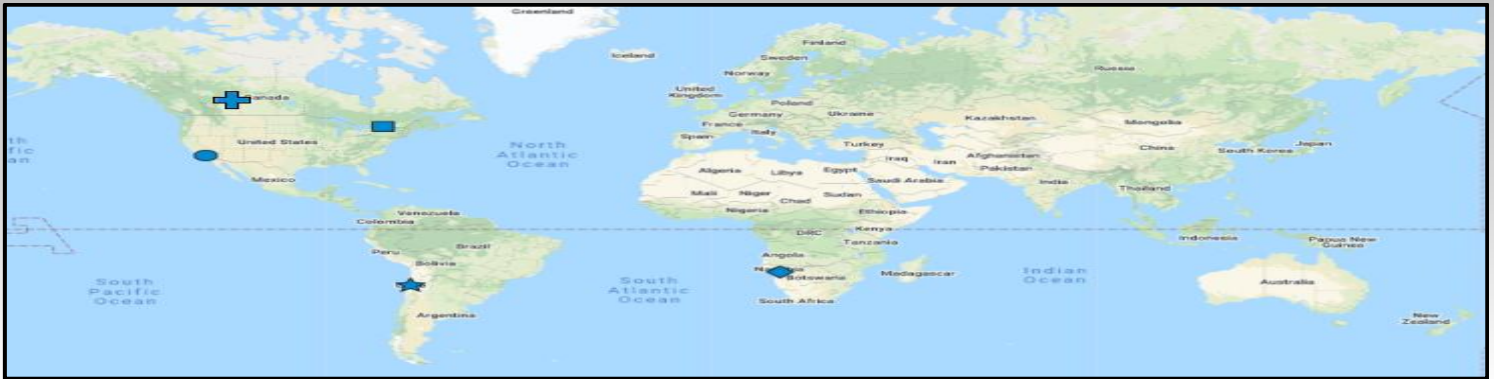 Greenland
Iceland
Finland
Sweden
Norway
Russia
United
Kingdom
Poland
Germany
Ukraine
France
Italy
Spain
Kazakhstan
Mongolia
Turkey
China
Japan
South Korea
Iraq
Iran
Afghanistan
Pakistan
India
Thailand
Saudi Arabia
Algeria
Libya
Egypt
Mali
Niger
Chad
Sudan
Nigeria
Ethiopia
DRC
Kenya
Tanzania
Angola
Botswana
Madagascar
South Africa
anada
United States
Mexico
North
Atlantic
Ocean
Venezuela
Colombia
Peru
Brazil
Bolivia
Argentina
South
Pacific
Ocean
South
Atlantic
Ocean
Indian
Ocean
Indonesia
Papua New
Guinea
Australia
New
Zealand